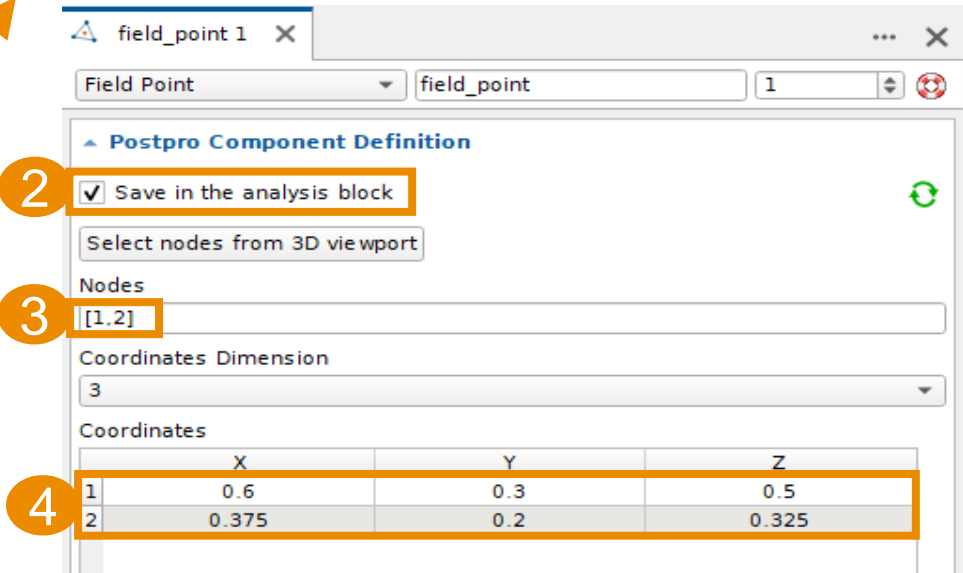 field_point 1
Field Point field_point 1
Postpro Component Definition
2 Save in the analysis block
Select nodes from 3D viewport
Nodes
3 [1,2]
Coordinates Dimension
3
Coordinates
X Y Z
4
1 0.6 0.3 0.5
2 0.375 0.2 0.325